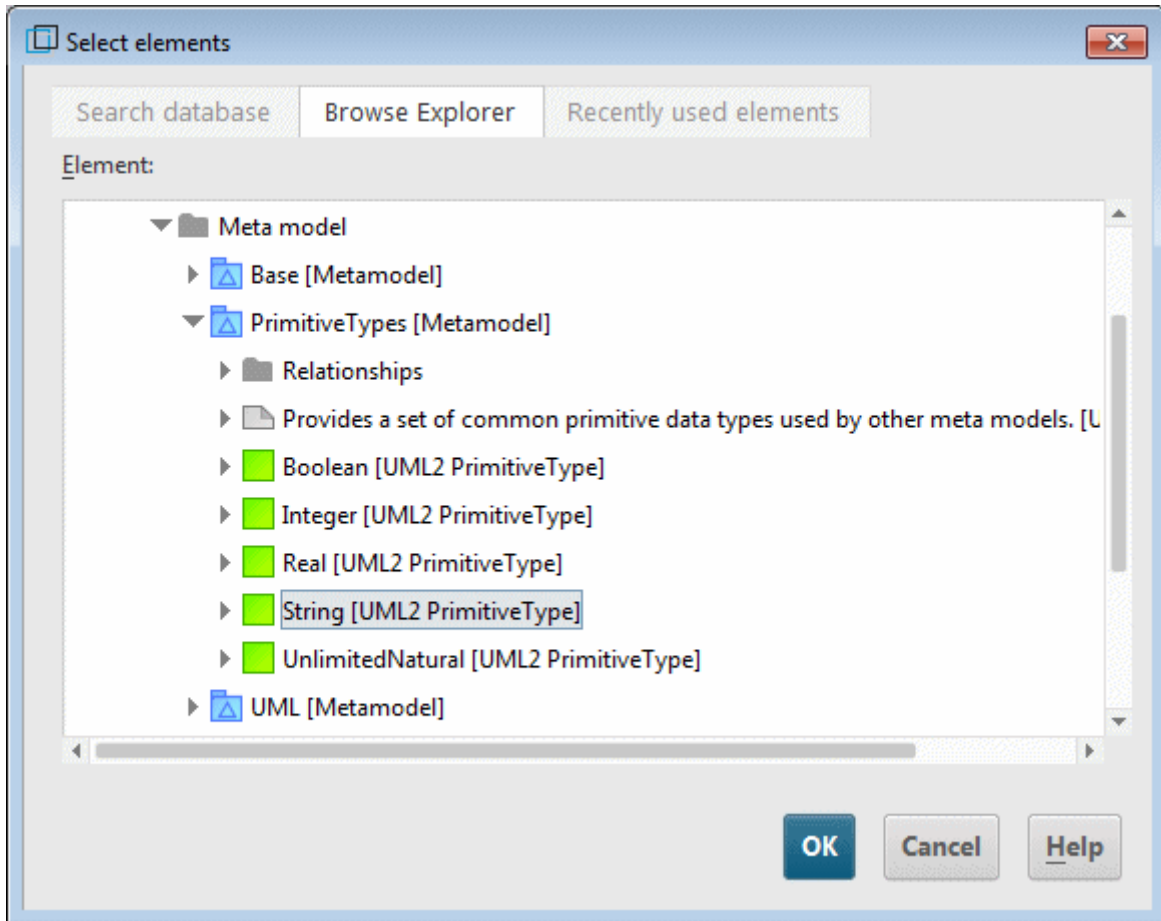 Select elements
Search database Browse Explorer Recently used elements
Element:
Meta model
Base [Metamodel]
PrimitiveTypes [Metamodel]
Relationships
Provides a set of common primitive data types used by other meta models. [U
Boolean [UML2 PrimitiveType]
Integer [UML2 PrimitiveType]
Real [UML2 PrimitiveType]
String [UML2 PrimitiveType]
UnlimitedNatural [UML2 PrimitiveType]
UML [Metamodel]
OK Cancel Help